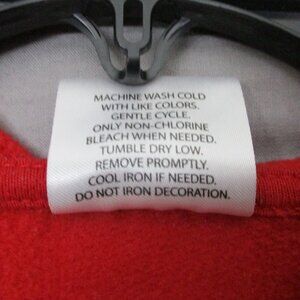 MACHINE WASH COLD
WITH LIKE COLORS.
GENTLE CYCLE.
ONLY NON-CHLORINE
BLEACH WHEN NEEDED.
TUMBLE DRY LOW.
REMOVE PROMPTLY.
COOL IRON IF NEEDED.
DO NOT IRON DECORATION.